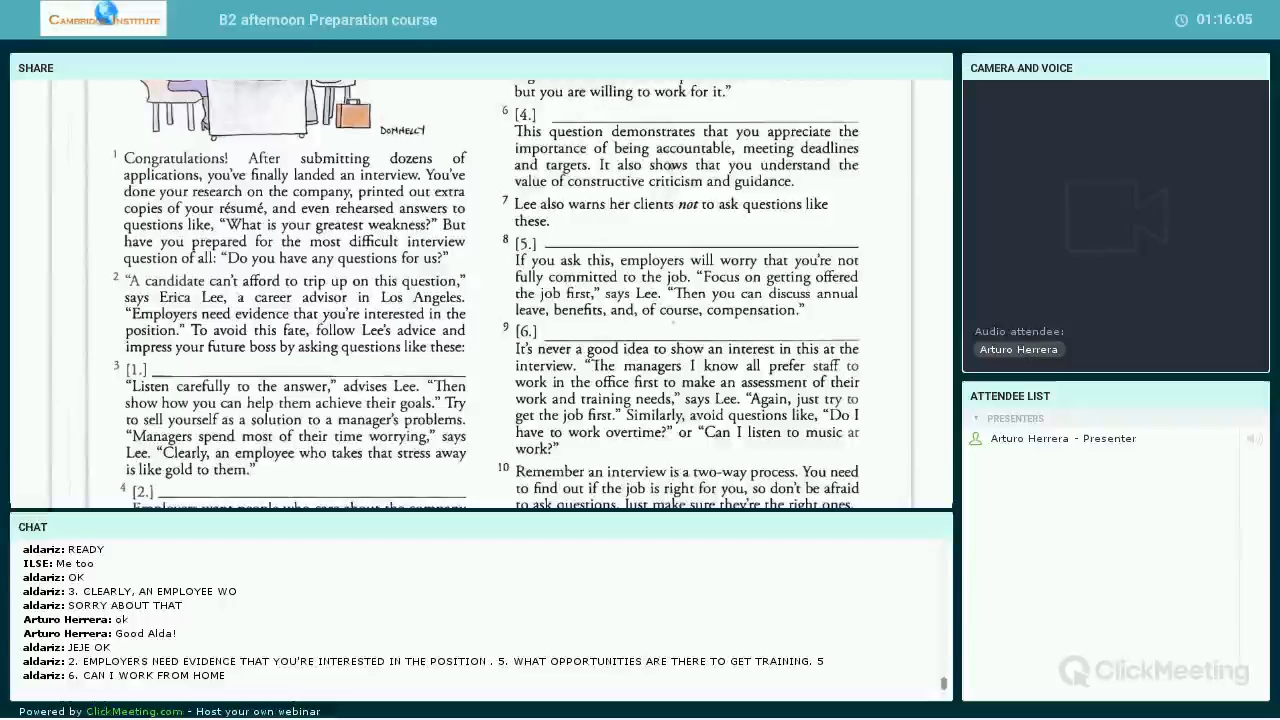 CAMBRIDGE INSTITUTE
B2 afternoon Preparation course
01:16:05
SHARE
DONNELLY
1 Congratulations! After submitting dozens of
applications, you've finally landed an interview. You've
done your research on the company, printed out extra
copies of your résumé, and even rehearsed answers to
questions like, “What is your greatest weakness?” But
have you prepared for the most difficult interview
question of all: “Do you have any questions for us?”
2 “A candidate can't afford to trip up on this question,”
says Erica Lee, a career advisor in Los Angeles.
“Employers need evidence that you're interested in the
position.” To avoid this fate, follow Lee's advice and
impress your future boss by asking questions like these:
3 [1.]
“Listen carefully to the answer,” advises Lee. “Then
show how you can help them achieve their goals.” Try
to sell yourself as a solution to a manager's problems.
“Managers spend most of their time worrying,” says
Lee. “Clearly, an employee who takes that stress away
is like gold to them.”
4 [2.]
Employers want people who care about the company
but you are willing to work for it.”
6 [4.]
This question demonstrates that you appreciate the
importance of being accountable, meeting deadlines
and targets. It also shows that you understand the
value of constructive criticism and guidance.
7 Lee also warns her clients not to ask questions like
these.
8 [5.]
If you ask this, employers will worry that you're not
fully committed to the job. “Focus on getting offered
the job first,” says Lee. “Then you can discuss annual
leave, benefits, and, of course, compensation.”
9 [6.]
It's never a good idea to show an interest in this at the
interview. “The managers I know all prefer staff to
work in the office first to make an assessment of their
work and training needs,” says Lee. “Again, just try to
get the job first.” Similarly, avoid questions like, “Do I
have to work overtime?” or “Can I listen to music at
work?”
10 Remember an interview is a two-way process. You need
to find out if the job is right for you, so don't be afraid
to ask questions. Just make sure they're the right ones.
CAMERA AND VOICE
Audio attendee:
Arturo Herrera
ATTENDEE LIST
PRESENTERS
Arturo Herrera - Presenter
CHAT
aldariz: READY
ILSE: Me too
aldariz: OK
aldariz: 3. CLEARLY, AN EMPLOYEE WO
aldariz: SORRY ABOUT THAT
Arturo Herrera: ok
Arturo Herrera: Good Alda!
aldariz: JEJE OK
aldariz: 2. EMPLOYERS NEED EVIDENCE THAT YOU'RE INTERESTED IN THE POSITION . 5. WHAT OPPORTUNITIES ARE THERE TO GET TRAINING. 5
aldariz: 6. CAN I WORK FROM HOME
ClickMeeting
Powered by ClickMeeting.com - Host your own webinar